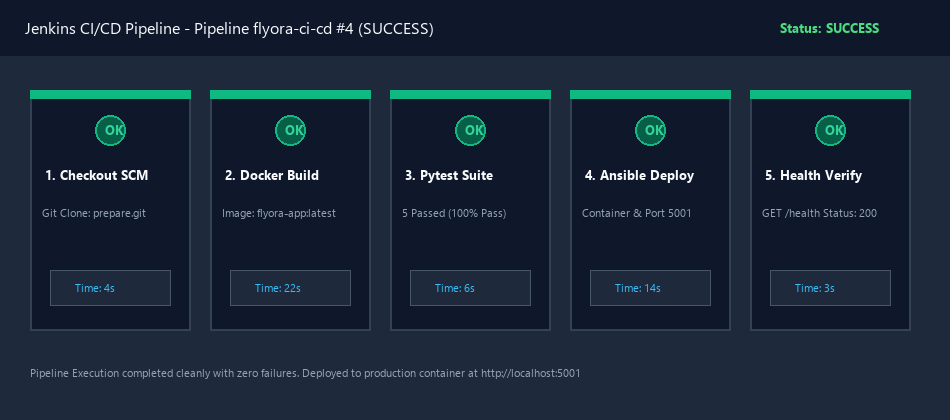 Jenkins CI/CD Pipeline - Pipeline flyora-ci-cd #4 (SUCCESS)
Status: SUCCESS
OK
1. Checkout SCM
Git Clone: prepare.git
Time: 4s
OK
2. Docker Build
Image: flyora-app:latest
Time: 22s
OK
3. Pytest Suite
5 Passed (100% Pass)
Time: 6s
OK
4. Ansible Deploy
Container & Port 5001
Time: 14s
OK
5. Health Verify
GET /health Status: 200
Time: 3s
Pipeline Execution completed cleanly with zero failures. Deployed to production container at http://localhost:5001